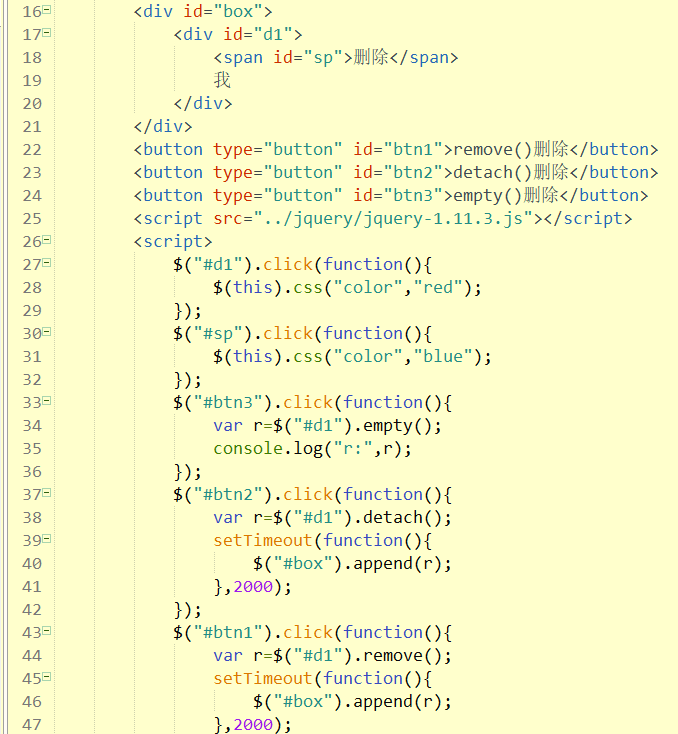 16 <div id="box">
17 <div id="d1">
18 <span id="sp">删除</span>
19 我
20 </div>
21 </div>
22 <button type="button" id="btn1">remove()删除</button>
23 <button type="button" id="btn2">detach()删除</button>
24 <button type="button" id="btn3">empty()删除</button>
25 <script src="../jquery/jquery-1.11.3.js"></script>
26 <script>
27 $("#d1").click(function(){
28 $(this).css("color","red");
29 });
30 $("#sp").click(function(){
31 $(this).css("color","blue");
32 });
33 $("#btn3").click(function(){
34 var r=$("#d1").empty();
35 console.log("r:",r);
36 });
37 $("#btn2").click(function(){
38 var r=$("#d1").detach();
39 setTimeout(function(){
40 $("#box").append(r);
41 },2000);
42 });
43 $("#btn1").click(function(){
44 var r=$("#d1").remove();
45 setTimeout(function(){
46 $("#box").append(r);
47 },2000);